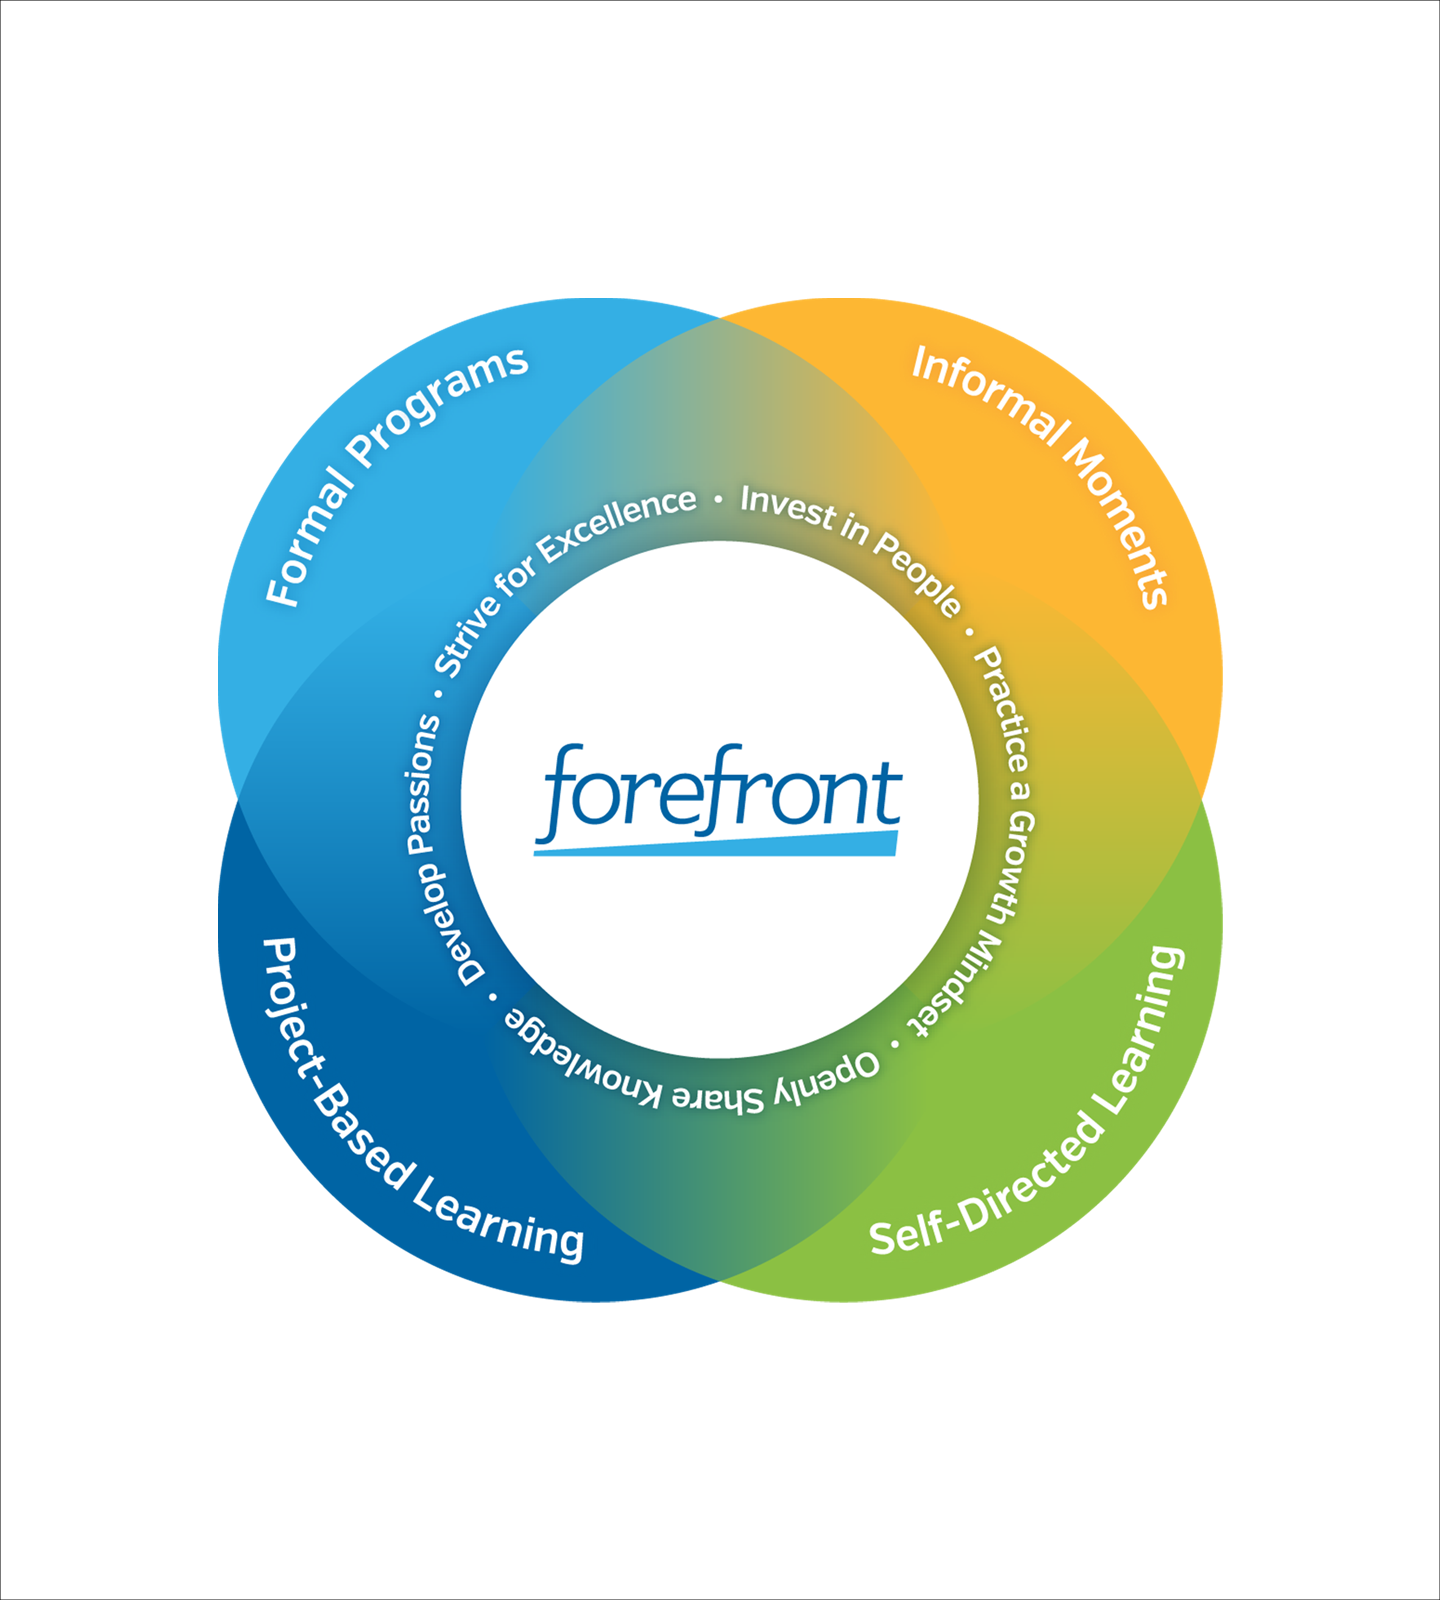 Formal Programs
Informal Moments
Strive for Excellence • Invest in People • Practice a Growth Mindset • Openly Share Knowledge • Develop Passions •
forefront
Project-Based Learning
Self-Directed Learning